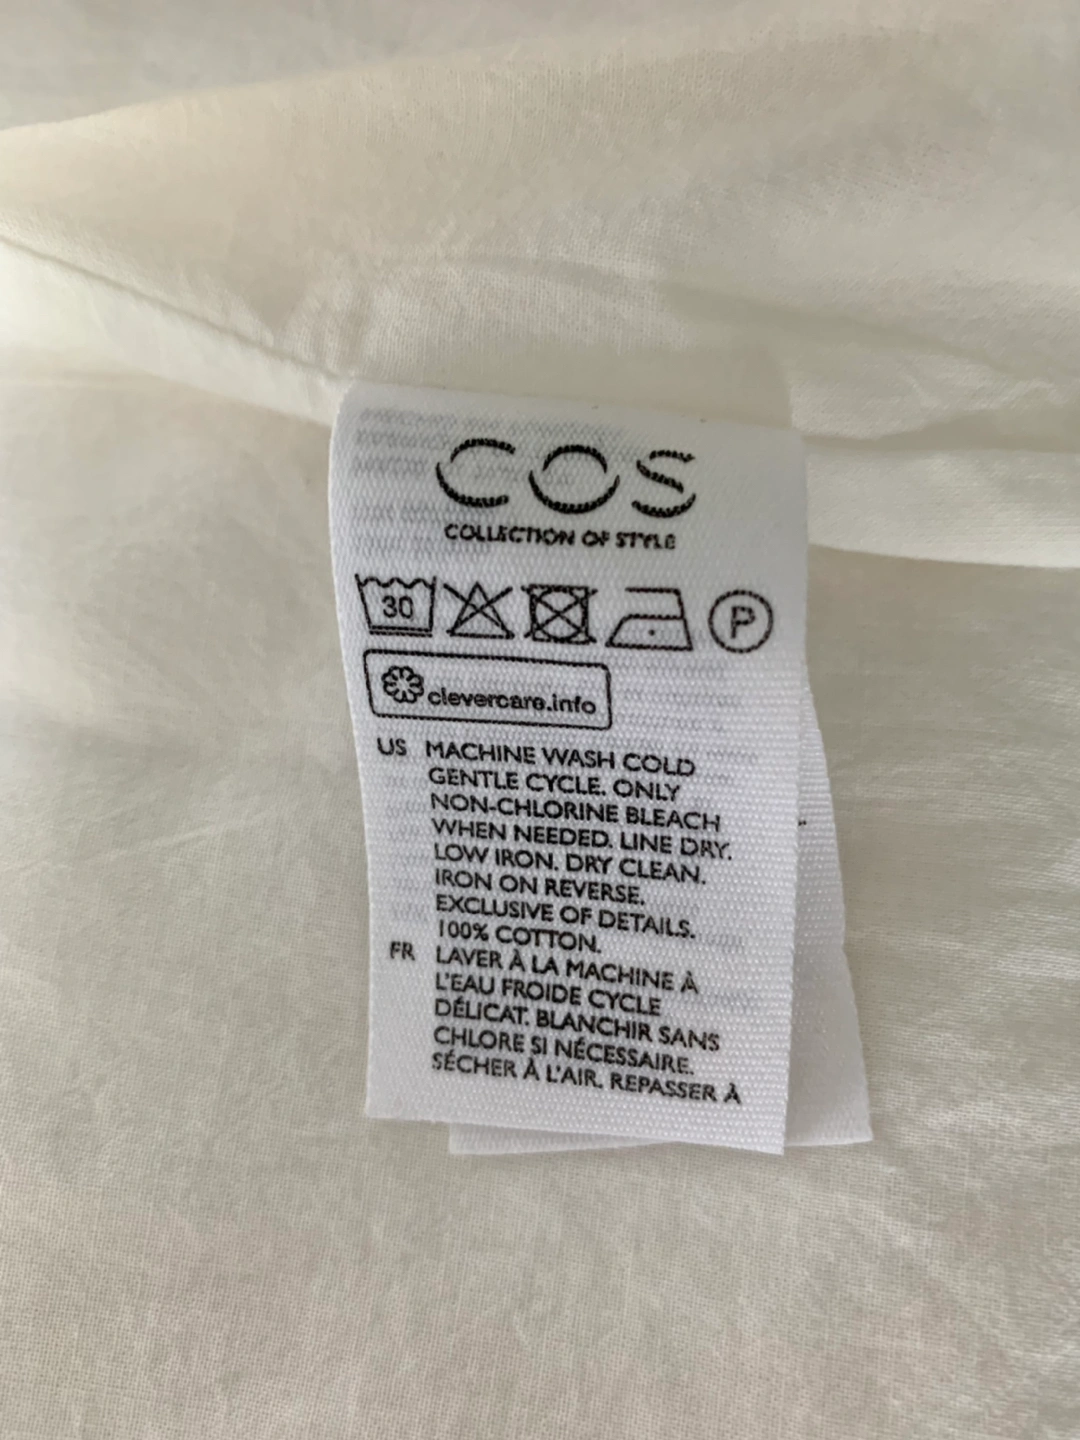 COS
COLLECTION OF STYLE
30 P
clevercare.info
US MACHINE WASH COLD
GENTLE CYCLE. ONLY
NON-CHLORINE BLEACH
WHEN NEEDED. LINE DRY.
LOW IRON. DRY CLEAN.
IRON ON REVERSE.
EXCLUSIVE OF DETAILS.
100% COTTON.
FR LAVER À LA MACHINE À
L'EAU FROIDE CYCLE
DÉLICAT. BLANCHIR SANS
CHLORE SI NÉCESSAIRE.
SÉCHER À L'AIR. REPASSER À